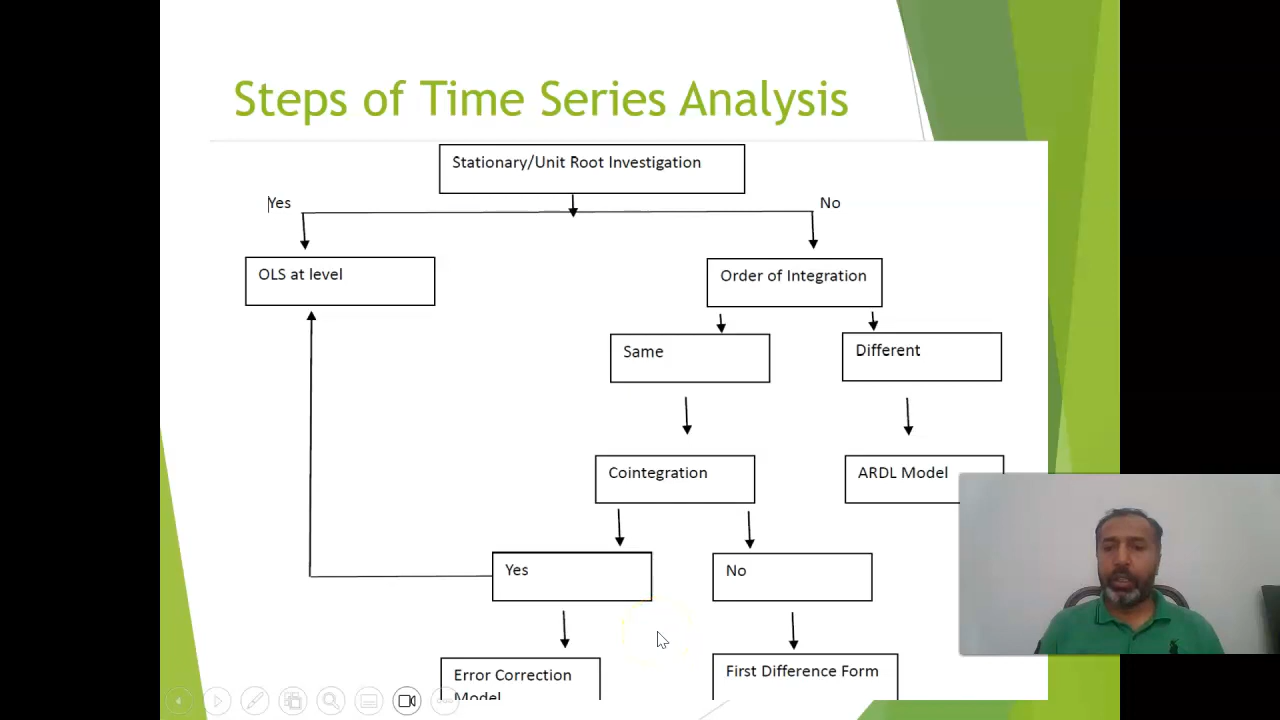 Steps of Time Series Analysis
Stationary/Unit Root Investigation
Yes
No
OLS at level
Order of Integration
Same
Different
Cointegration
ARDL Model
Yes
No
Error Correction
Model
First Difference Form